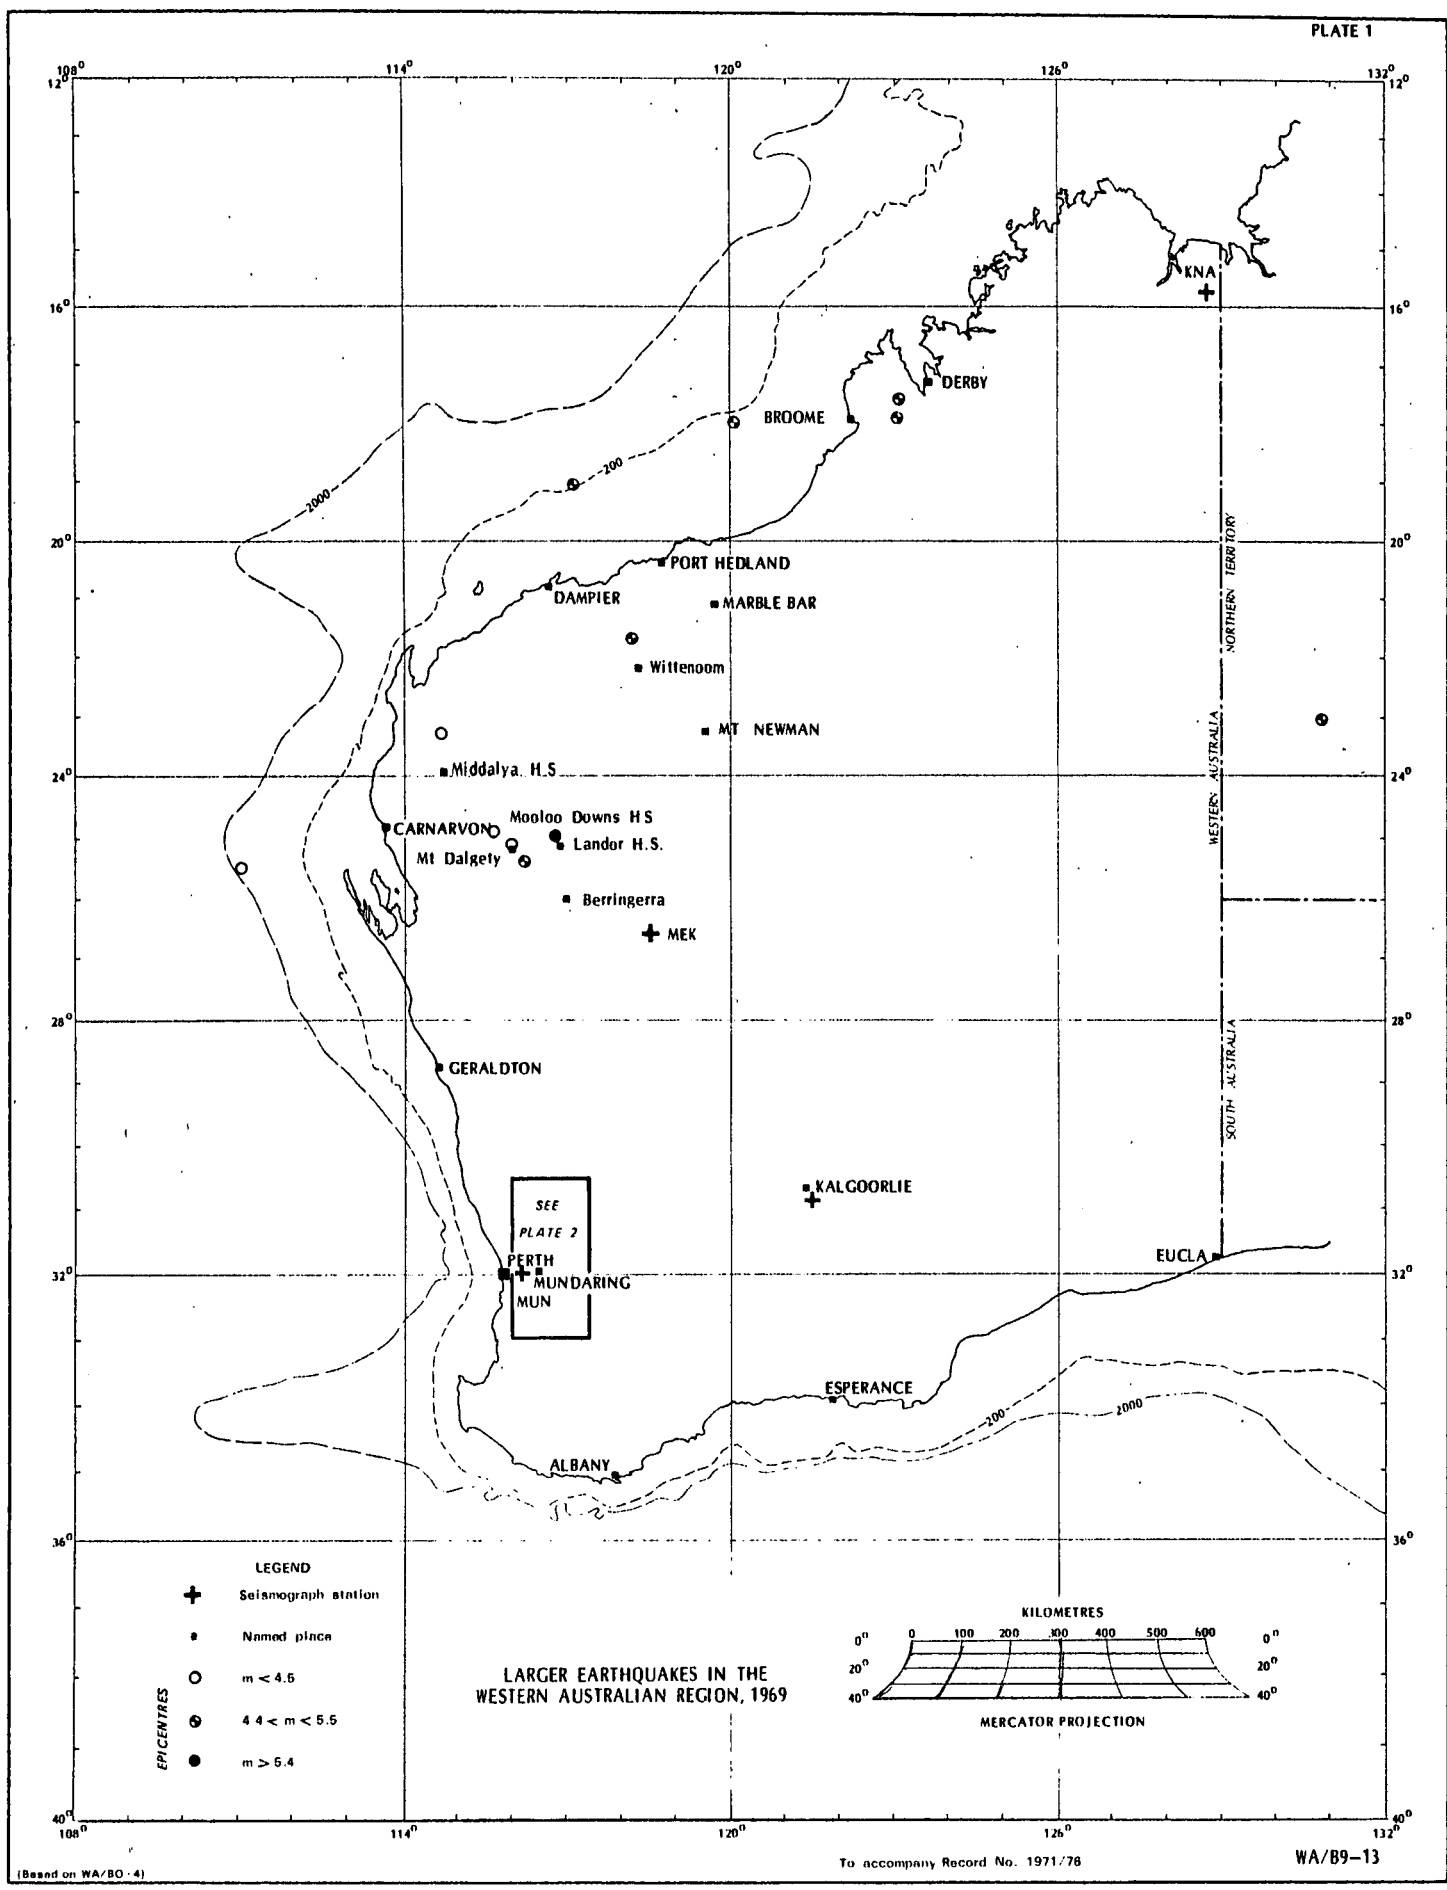 PLATE 1
108° 114° 120° 126° 132°
12° 12°
KNA
16° 16°
DERBY
BROOME
200
2000
20° 20°
NORTHERN TERRITORY
PORT HEDLAND
DAMPIER
MARBLE BAR
Wittenoom
MT NEWMAN
WESTERN AUSTRALIA
Middalya H.S
24° 24°
Mooloo Downs HS
CARNARVON
Landor H.S.
Mt Dalgety
Berringerra
MEK
28° 28°
SOUTH AUSTRALIA
GERALDTON
KALGOORLIE
SEE
PLATE 2
PERTH
EUCLA
32° 32°
MUNDARING
MUN
ESPERANCE
200
2000
ALBANY
36° 36°
LEGEND
Seismograph station
Named place
m < 4.5
4 4 < m < 5.5
m > 5.4
EPICENTRES
LARGER EARTHQUAKES IN THE
WESTERN AUSTRALIAN REGION, 1969
KILOMETRES
0 100 200 300 400 500 600
0° 0°
20° 20°
40° 40°
MERCATOR PROJECTION
40° 40°
108° 114° 120° 126° 132°
(Based on WA/BO·4)
To accompany Record No. 1971/76
WA/B9-13